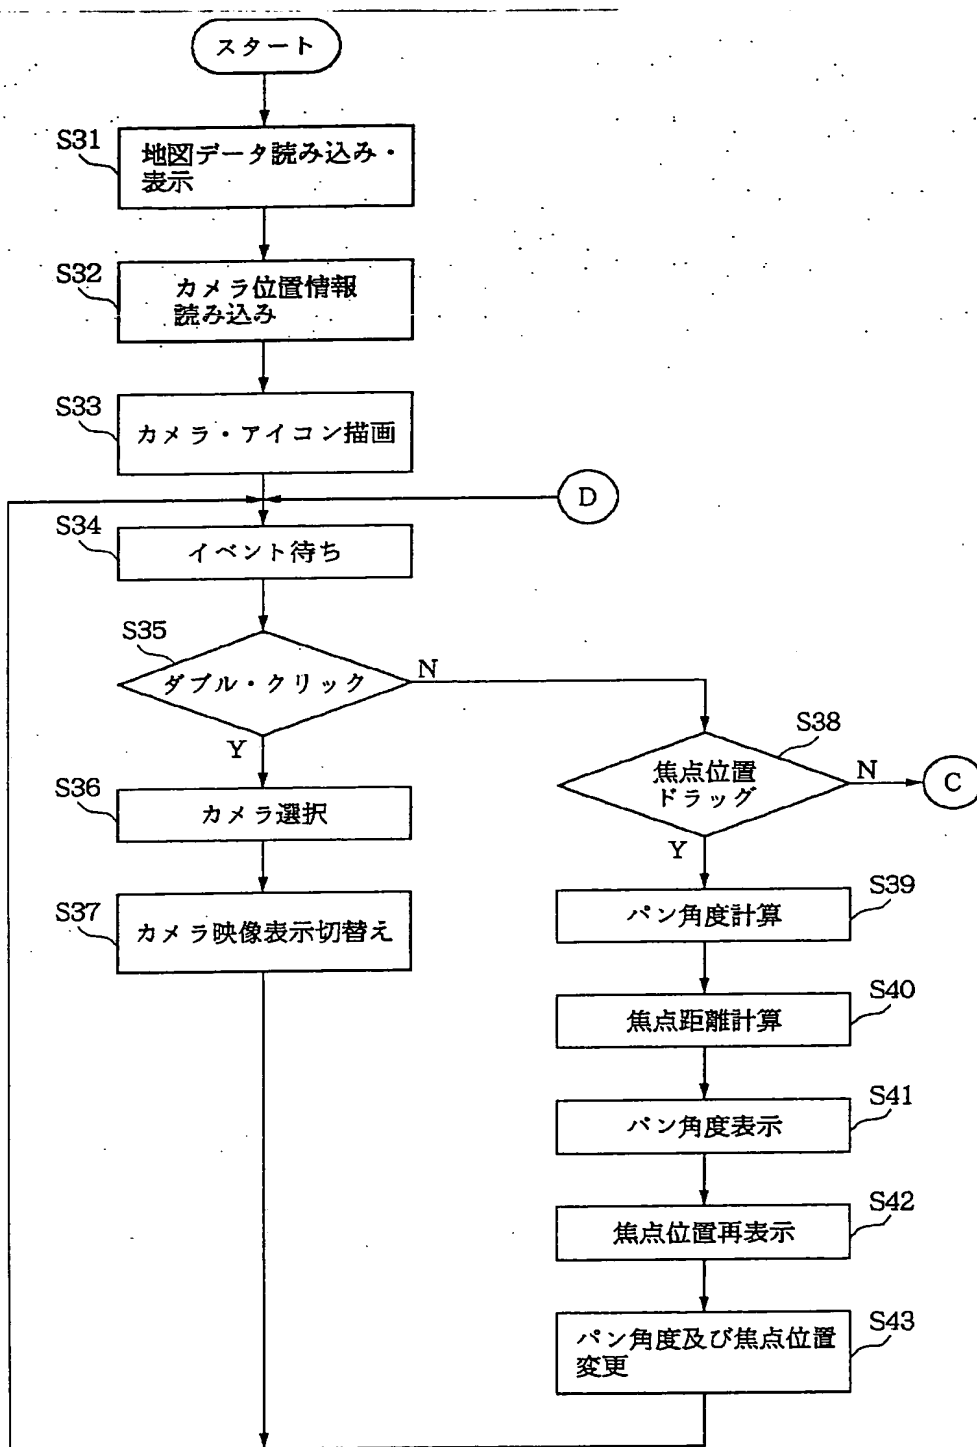 スタート
S31
地図データ読み込み・
表示
S32
カメラ位置情報
読み込み
S33
カメラ・アイコン描画
D
S34
イベント待ち
S35
ダブル・クリック
N
Y
S36
カメラ選択
S37
カメラ映像表示切替え
S38
焦点位置
ドラッグ
N
C
Y
S39
パン角度計算
S40
焦点距離計算
S41
パン角度表示
S42
焦点位置再表示
S43
パン角度及び焦点位置
変更